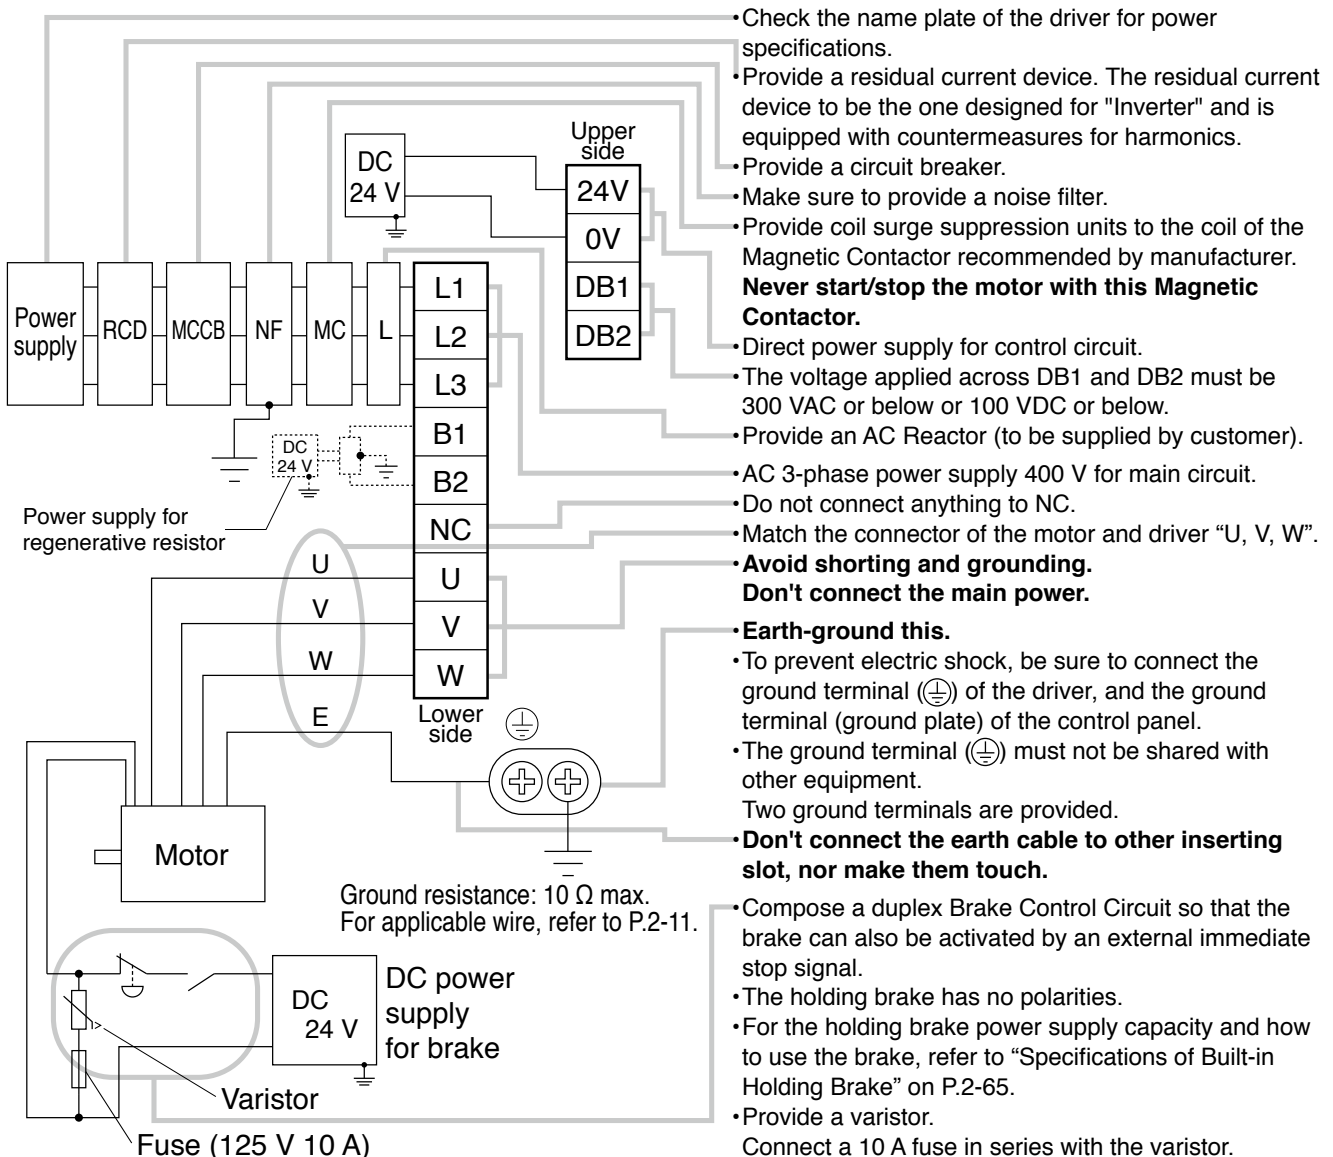 •Check the name plate of the driver for power
specifications.
•Provide a residual current device. The residual current
device to be the one designed for "Inverter" and is
equipped with countermeasures for harmonics.
•Provide a circuit breaker.
•Make sure to provide a noise filter.
•Provide coil surge suppression units to the coil of the
Magnetic Contactor recommended by manufacturer.
Never start/stop the motor with this Magnetic
Contactor.
•Direct power supply for control circuit.
•The voltage applied across DB1 and DB2 must be
300 VAC or below or 100 VDC or below.
•Provide an AC Reactor (to be supplied by customer).
•AC 3-phase power supply 400 V for main circuit.
•Do not connect anything to NC.
•Match the connector of the motor and driver “U, V, W”.
•Avoid shorting and grounding.
Don't connect the main power.
•Earth-ground this.
•To prevent electric shock, be sure to connect the
ground terminal (⏚) of the driver, and the ground
terminal (ground plate) of the control panel.
•The ground terminal (⏚) must not be shared with
other equipment.
Two ground terminals are provided.
•Don't connect the earth cable to other inserting
slot, nor make them touch.
•Compose a duplex Brake Control Circuit so that the
brake can also be activated by an external immediate
stop signal.
•The holding brake has no polarities.
•For the holding brake power supply capacity and how
to use the brake, refer to “Specifications of Built-in
Holding Brake” on P.2-65.
•Provide a varistor.
Connect a 10 A fuse in series with the varistor.
Upper
side
DC
24 V
24V
0V
DB1
DB2
Power
supply
RCD
MCCB
NF
MC
L
L1
L2
L3
B1
B2
NC
U
V
W
Lower
side
DC
24 V
Power supply for
regenerative resistor
U
V
W
E
Motor
Ground resistance: 10 Ω max.
For applicable wire, refer to P.2-11.
DC
24 V
DC power
supply
for brake
Varistor
Fuse (125 V 10 A)